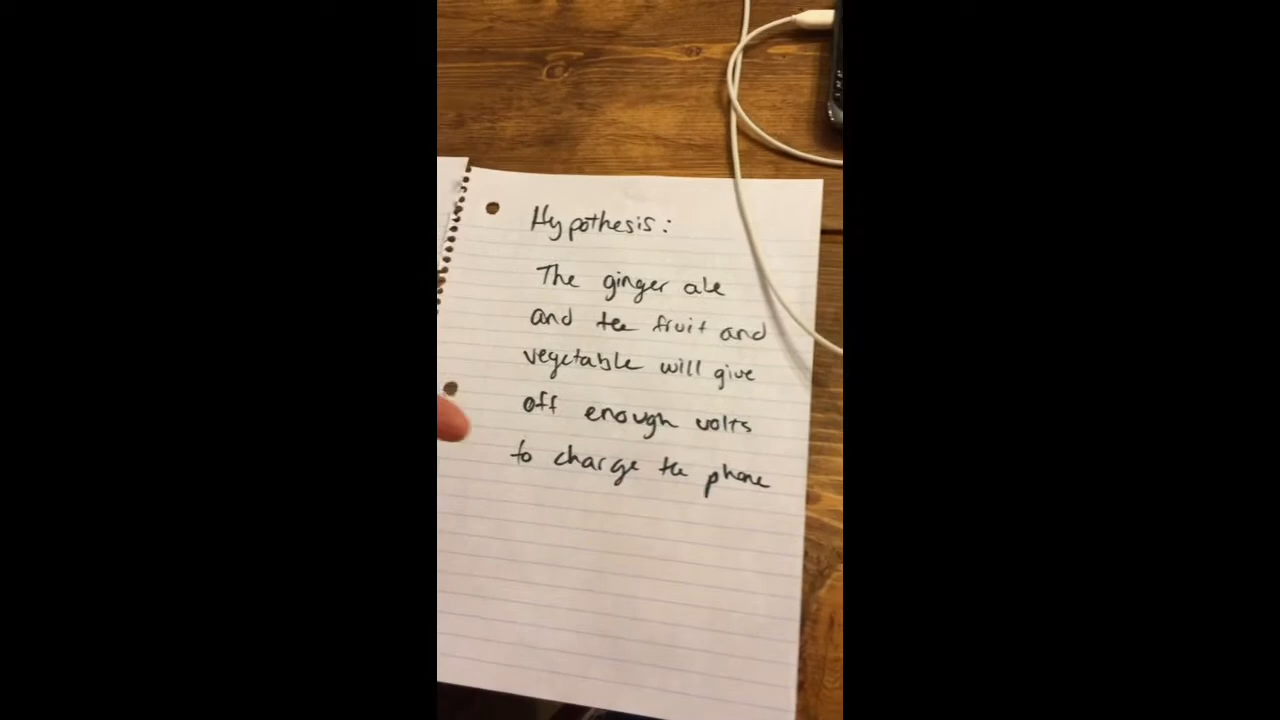 Hypothesis:
The ginger ale
and the fruit and
vegetable will give
off enough volts
to charge the phone